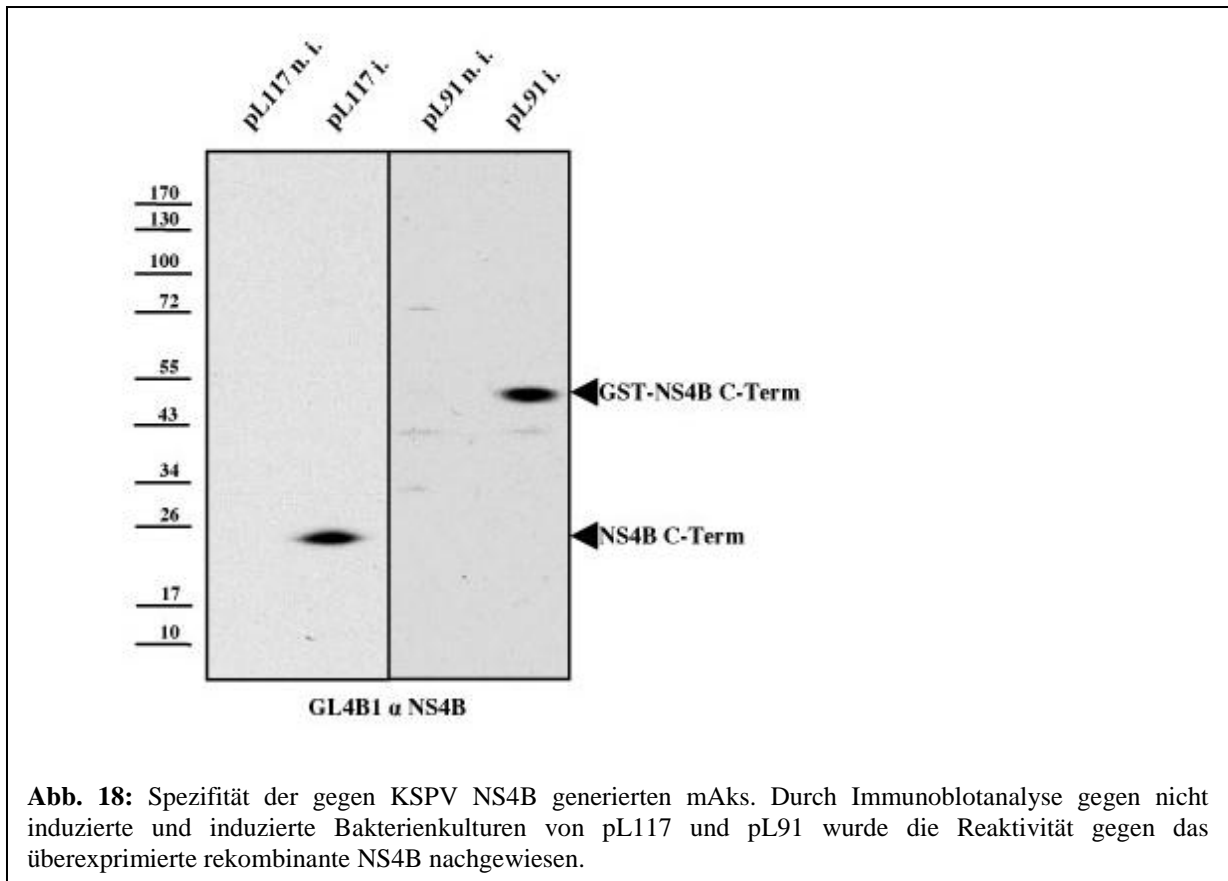 pL117 n. i.
pL117 i.
pL91 n. i.
pL91 i.
170
130
100
72
55
GST-NS4B C-Term
43
34
26
NS4B C-Term
17
10
GL4B1 α NS4B
Abb. 18: Spezifität der gegen KSPV NS4B generierten mAks. Durch Immunoblotanalyse gegen nicht
induzierte und induzierte Bakterienkulturen von pL117 und pL91 wurde die Reaktivität gegen das
überexprimierte rekombinante NS4B nachgewiesen.